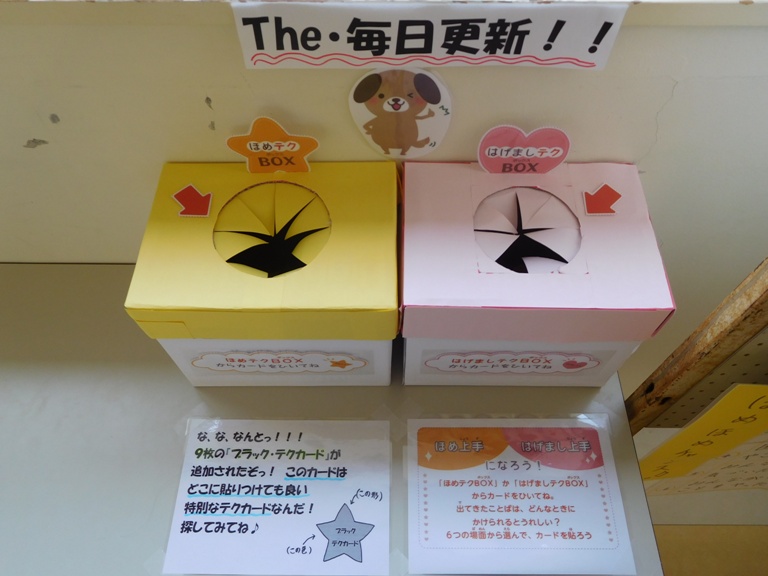 The・毎日更新！！
ほめテク
BOX
はげましテク
BOX
ほめテクBOX
からカードをひいてね
はげましテクBOX
からカードをひいてね
な、な、なんとっ！！！
9枚の「ブラック・テクカード」が
追加されたぞっ！ このカードは
どこに貼りつけても良い
特別なテクカードなんだ！
探してみてね♪
(この形)
ブラック
テクカード
(この色)
ほめ上手 はげまし上手
になろう！
「ほめテクBOX」か「はげましテクBOX」
からカードをひいてね。
出てきたことばは、どんなときに
かけられるとうれしい？
6つの場面から選んで、カードを貼ろう